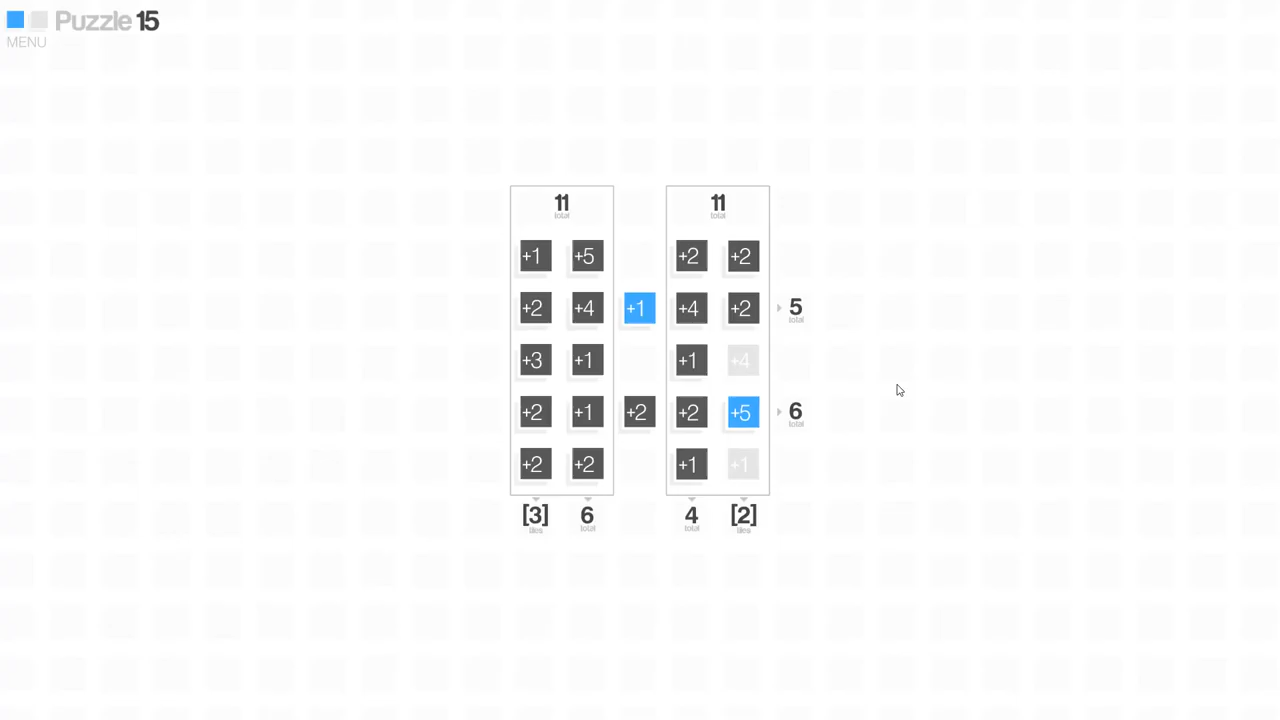 Puzzle 15
MENU
11 11
total total
+1 +5 +2 +2
+2 +4 +1 +4 +2 5
total
+3 +1 +1 +4
+2 +1 +2 +2 +5 6
total
+2 +2 +1 +1
[3] 6 4 [2]
tiles total total tiles